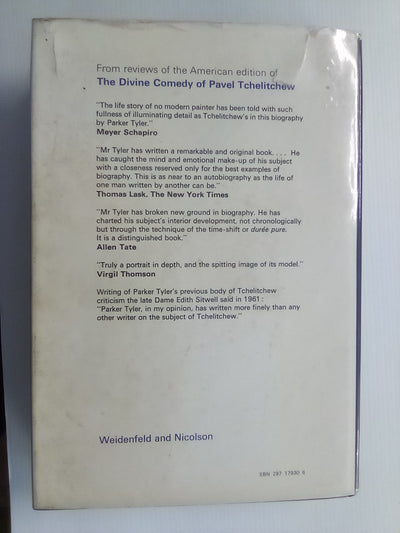 From reviews of the American edition of
The Divine Comedy of Pavel Tchelitchew
"The life story of no modern painter has been told with such
fullness of illuminating detail as Tchelitchew's in this biography
by Parker Tyler."
Meyer Schapiro
"Mr Tyler has written a remarkable and original book. . . . He
has caught the mind and emotional make-up of his subject
with a closeness reserved only for the best examples of
biography. This is as near to an autobiography as the life of
one man written by another can be."
Thomas Lask, The New York Times
"Mr Tyler has broken new ground in biography. He has
charted his subject's interior development, not chronologically
but through the technique of the time-shift or durée pure.
It is a distinguished book."
Allen Tate
"Truly a portrait in depth, and the spitting image of its model."
Virgil Thomson
Writing of Parker Tyler's previous body of Tchelitchew
criticism the late Dame Edith Sitwell said in 1961:
"Parker Tyler, in my opinion, has written more finely than any
other writer on the subject of Tchelitchew."
Weidenfeld and Nicolson
SBN 297 17930 6